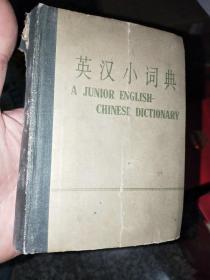 英汉小词典
A JUNIOR ENGLISH-
CHINESE DICTIONARY